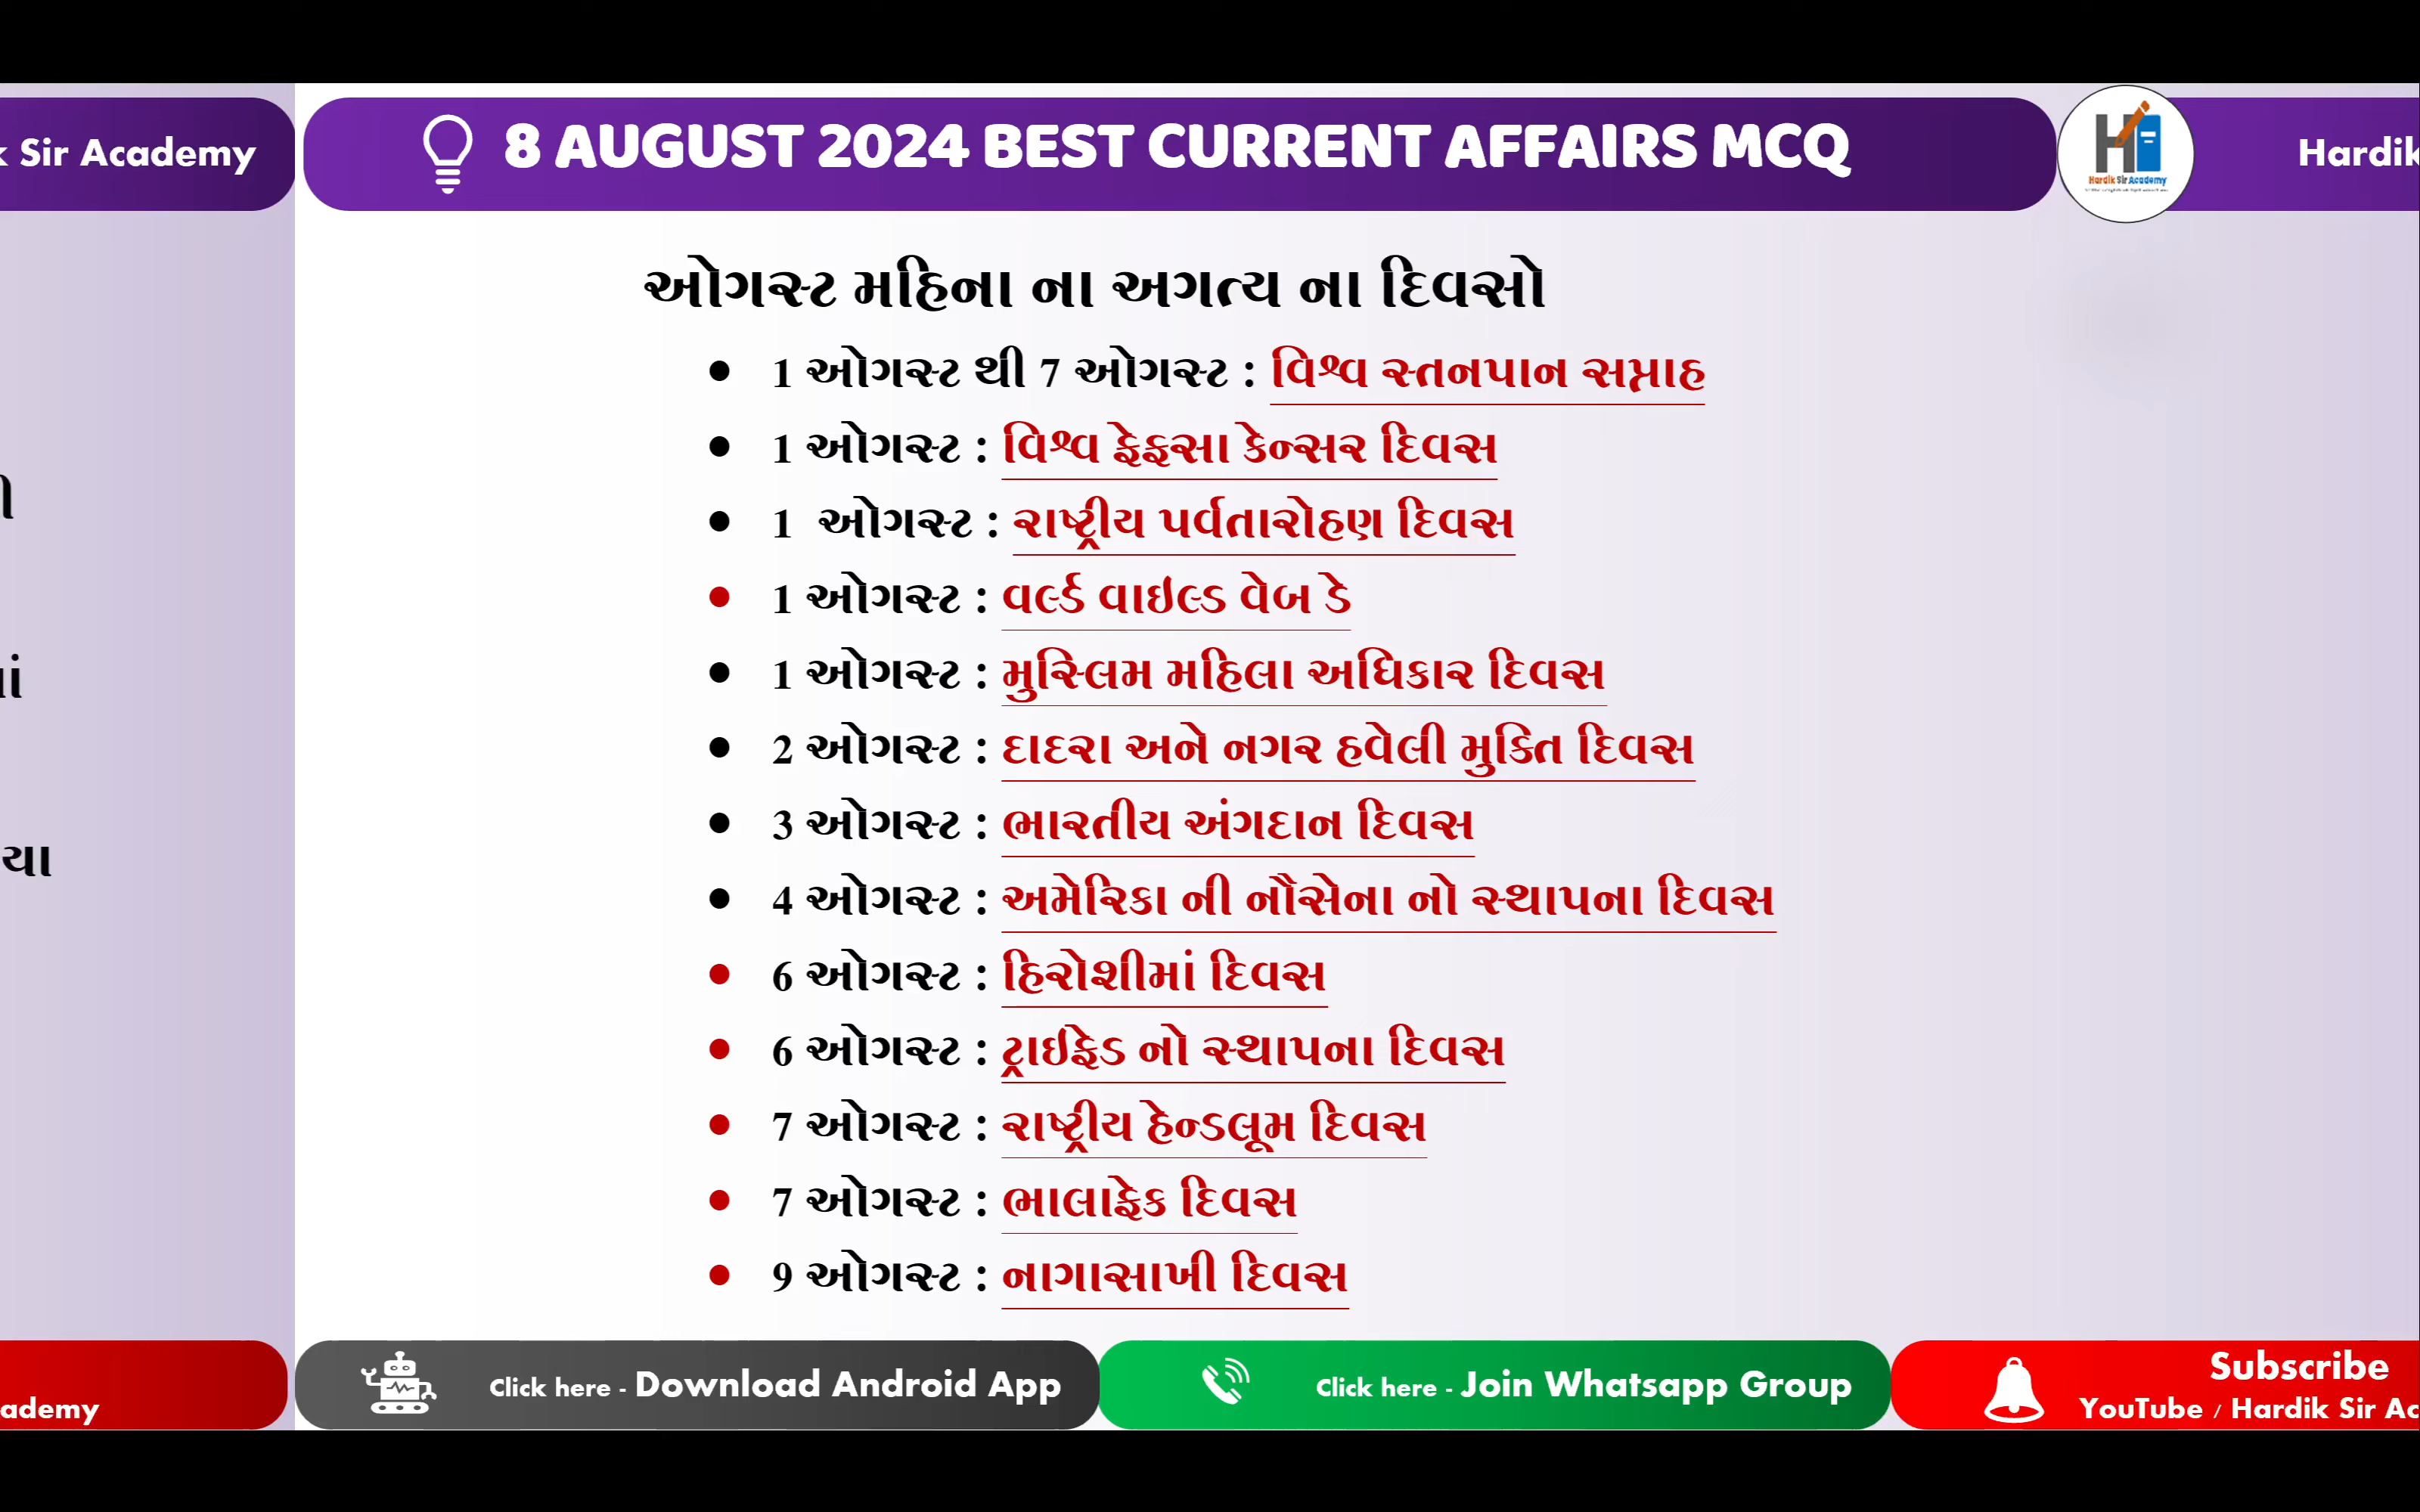 k Sir Academy
8 AUGUST 2024 BEST CURRENT AFFAIRS MCQ
Hardik Sir Academy
Hardik
ઓગસ્ટ મહિના ના અગત્ય ના દિવસો
• 1 ઓગસ્ટ થી 7 ઓગસ્ટ : વિશ્વ સ્તનપાન સપ્તાહ
• 1 ઓગસ્ટ : વિશ્વ ફેફસા કેન્સર દિવસ
• 1 ઓગસ્ટ : રાષ્ટ્રીય પર્વતારોહણ દિવસ
• 1 ઓગસ્ટ : વર્લ્ડ વાઇલ્ડ વેબ ડે
• 1 ઓગસ્ટ : મુસ્લિમ મહિલા અધિકાર દિવસ
• 2 ઓગસ્ટ : દાદરા અને નગર હવેલી મુક્તિ દિવસ
• 3 ઓગસ્ટ : ભારતીય અંગદાન દિવસ
• 4 ઓગસ્ટ : અમેરિકા ની નૌસેના નો સ્થાપના દિવસ
• 6 ઓગસ્ટ : હિરોશીમાં દિવસ
• 6 ઓગસ્ટ : ટ્રાઈફેડ નો સ્થાપના દિવસ
• 7 ઓગસ્ટ : રાષ્ટ્રીય હેન્ડલૂમ દિવસ
• 7 ઓગસ્ટ : ભાલાફેક દિવસ
• 9 ઓગસ્ટ : નાગાસાખી દિવસ
યા
ademy
Click here - Download Android App
Click here - Join Whatsapp Group
Subscribe
YouTube / Hardik Sir Ac